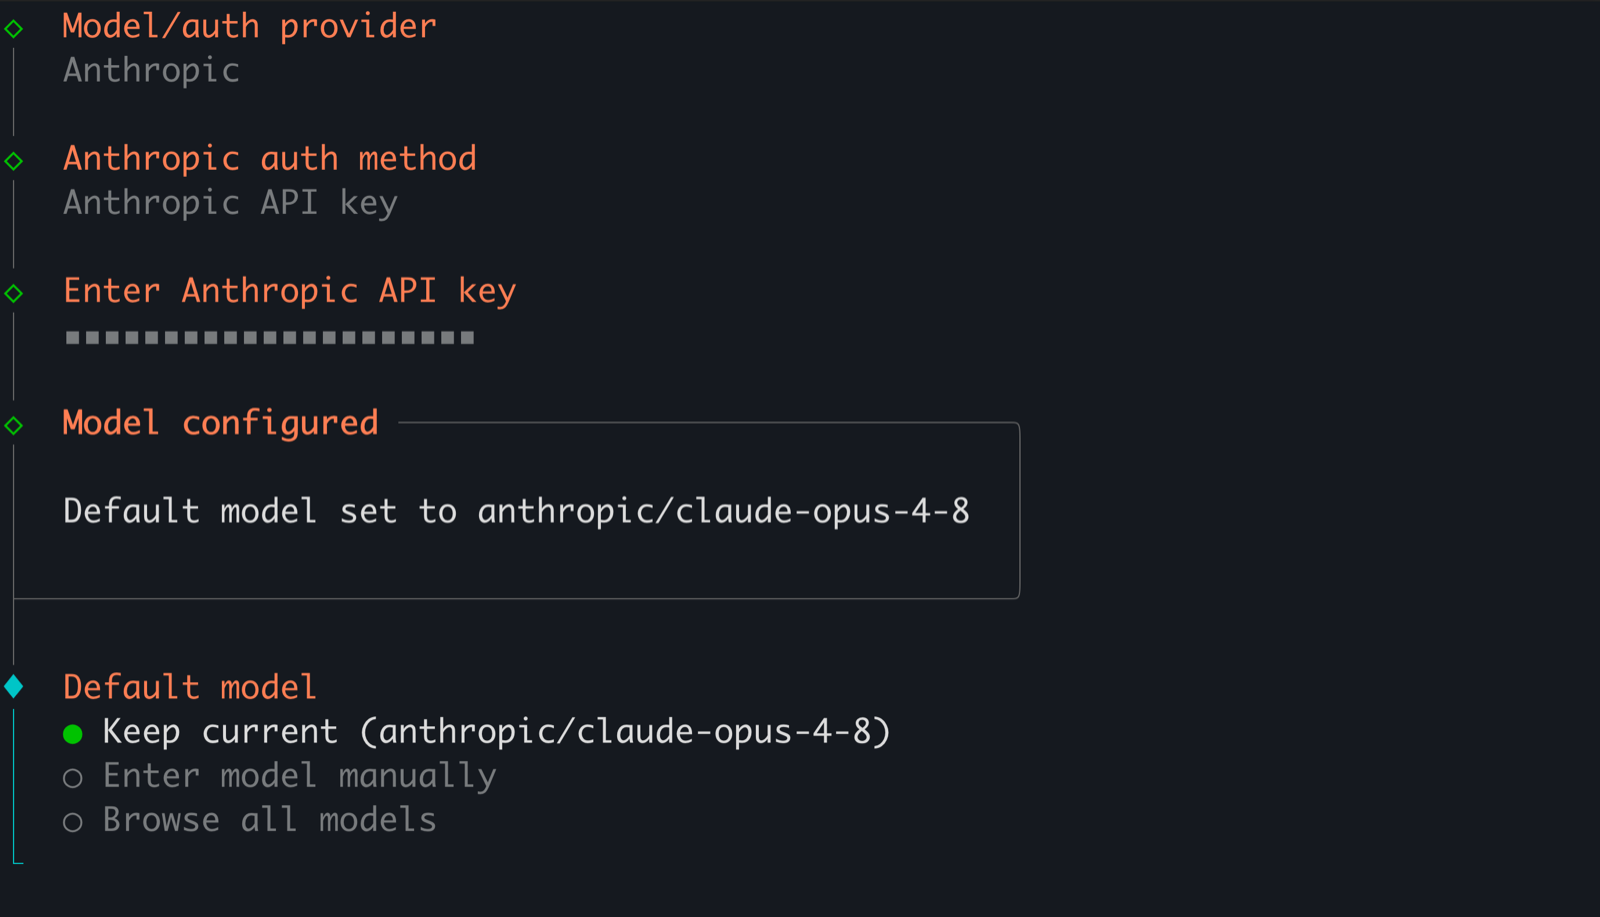 Model/auth provider
Anthropic
Anthropic auth method
Anthropic API key
Enter Anthropic API key
▪▪▪▪▪▪▪▪▪▪▪▪▪▪▪▪▪▪▪▪▪
Model configured
Default model set to anthropic/claude-opus-4-8
Default model
Keep current (anthropic/claude-opus-4-8)
Enter model manually
Browse all models